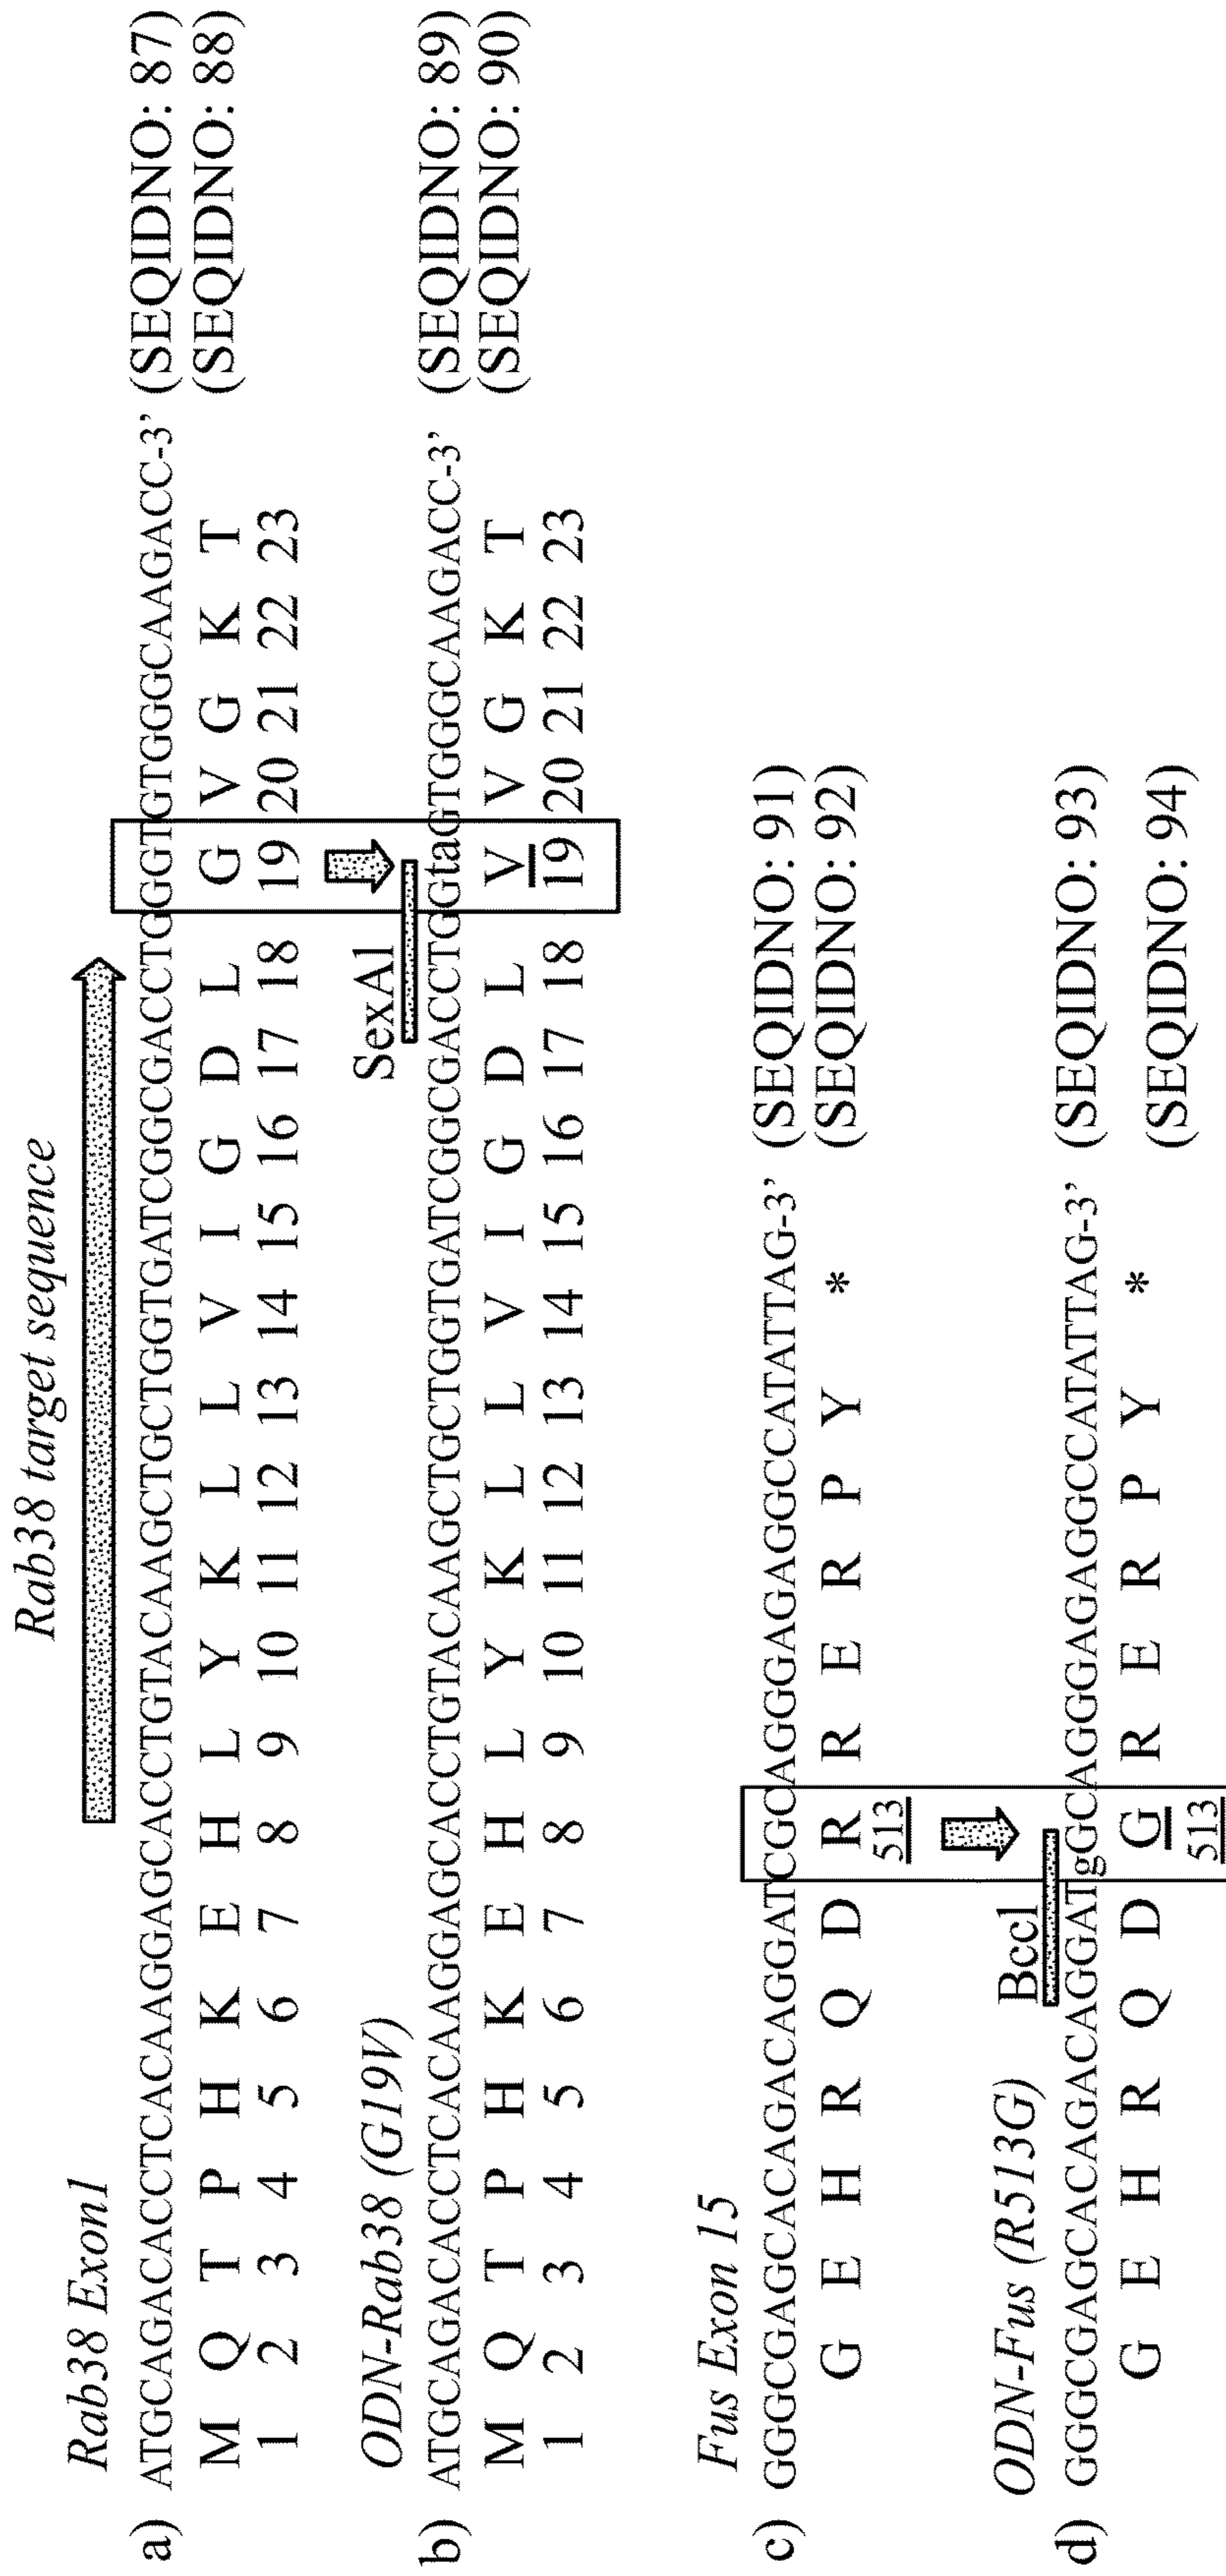 Rab38 target sequence
Rab38 Exon1
a) ATGCAGACACCTCACAAGGAGCACCTGTACAAGCTGCTGGTGATCGGCGACCTGGGTGTGGGCAAGACC-3’ (SEQIDNO: 87)
M Q T P H K E H L Y K L L V I G D L G V G K T (SEQIDNO: 88)
1 2 3 4 5 6 7 8 9 10 11 12 13 14 15 16 17 18 19 20 21 22 23
ODN-Rab38 (G19V) SexA1
b) ATGCAGACACCTCACAAGGAGCACCTGTACAAGCTGCTGGTGATCGGCGACCTGGtaGTGGGCAAGACC-3’ (SEQIDNO: 89)
M Q T P H K E H L Y K L L V I G D L V V G K T (SEQIDNO: 90)
1 2 3 4 5 6 7 8 9 10 11 12 13 14 15 16 17 18 19 20 21 22 23
Fus Exon 15
c) GGGCGAGCACAGACAGGATCGCAGGGAGAGGCCATATTAG-3’ (SEQIDNO: 91)
G E H R Q D R R E R P Y * (SEQIDNO: 92)
513
ODN-Fus (R513G) Bcc1
d) GGGCGAGCACAGACAGGATgGCAGGGAGAGGCCATATTAG-3’ (SEQIDNO: 93)
G E H R Q D G R E R P Y * (SEQIDNO: 94)
513